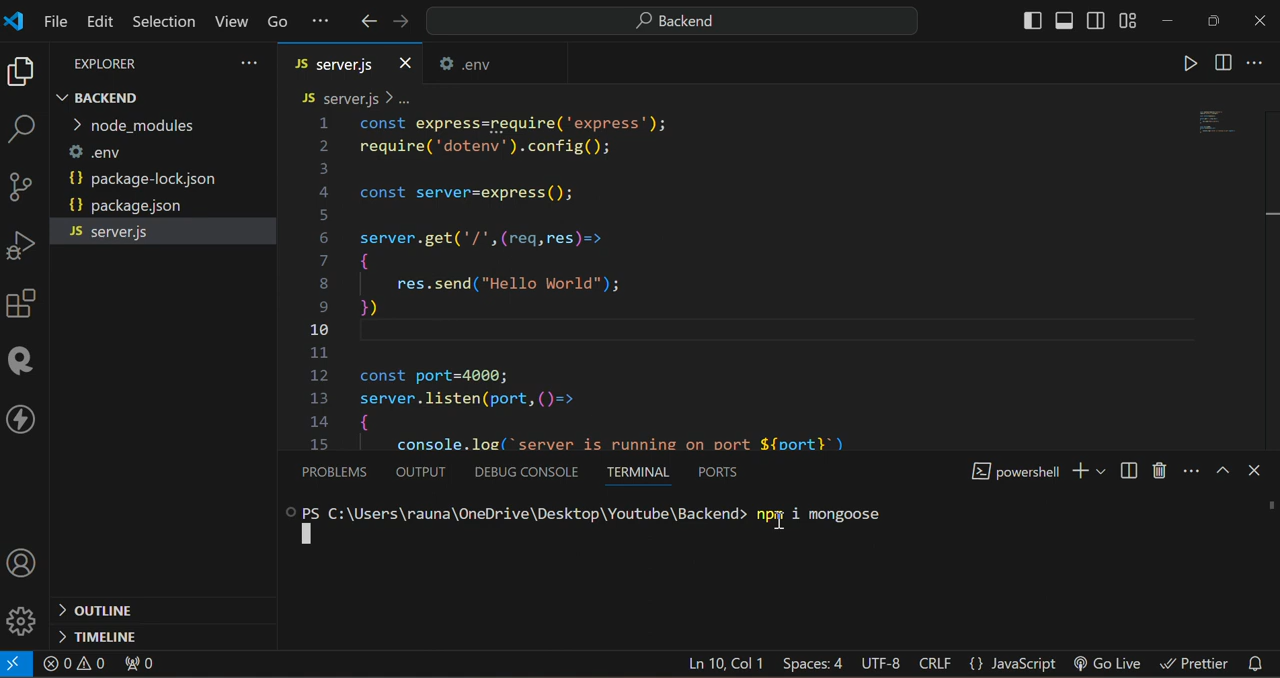 File Edit Selection View Go ··· Backend
EXPLORER ···
JS server.js
.env
BACKEND
node_modules
.env
{} package-lock.json
{} package.json
JS server.js
JS server.js > ...
1 const express=require('express');
2 require('dotenv').config();
3
4 const server=express();
5
6 server.get('/',(req,res)=>
7 {
8 res.send("Hello World");
9 })
10
11
12 const port=4000;
13 server.listen(port,()=>
14 {
15 console.log(`server is running on port ${port}`)
PROBLEMS OUTPUT DEBUG CONSOLE TERMINAL PORTS
powershell
PS C:\Users\rauna\OneDrive\Desktop\Youtube\Backend> npm i mongoose
OUTLINE
TIMELINE
0 0 0 Ln 10, Col 1 Spaces: 4 UTF-8 CRLF {} JavaScript Go Live Prettier